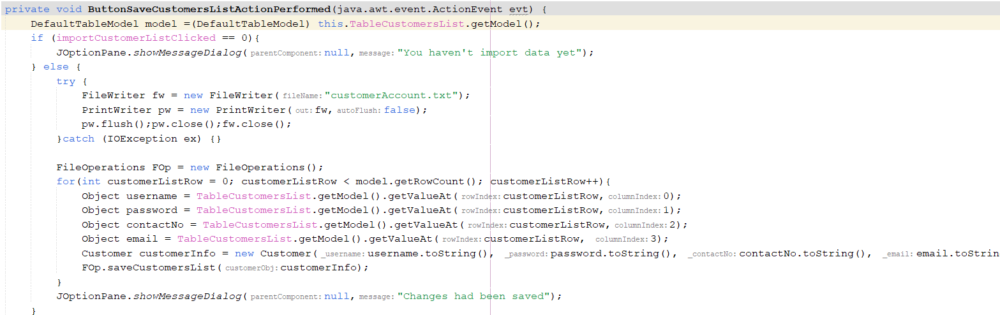 private void ButtonSaveCustomersListActionPerformed(java.awt.event.ActionEvent evt) {
    DefaultTableModel model =(DefaultTableModel) this.TableCustomersList.getModel();
    if (importCustomerListClicked == 0){
        JOptionPane.showMessageDialog(parentComponent: null, message: "You haven't import data yet");
    } else {
        try {
            FileWriter fw = new FileWriter(fileName: "customerAccount.txt");
            PrintWriter pw = new PrintWriter(out: fw, autoFlush: false);
            pw.flush();pw.close();fw.close();
        }catch (IOException ex) {}
        FileOperations FOp = new FileOperations();
        for(int customerListRow = 0; customerListRow < model.getRowCount(); customerListRow++){
            Object username = TableCustomersList.getModel().getValueAt(rowIndex: customerListRow, columnIndex: 0);
            Object password = TableCustomersList.getModel().getValueAt(rowIndex: customerListRow, columnIndex: 1);
            Object contactNo = TableCustomersList.getModel().getValueAt(rowIndex: customerListRow, columnIndex: 2);
            Object email = TableCustomersList.getModel().getValueAt(rowIndex: customerListRow, columnIndex: 3);
            Customer customerInfo = new Customer(_username: username.toString(), _password: password.toString(), _contactNo: contactNo.toString(), _email: email.toStrin
            FOp.saveCustomersList(customerObj: customerInfo);
        }
        JOptionPane.showMessageDialog(parentComponent: null, message: "Changes had been saved");
    }